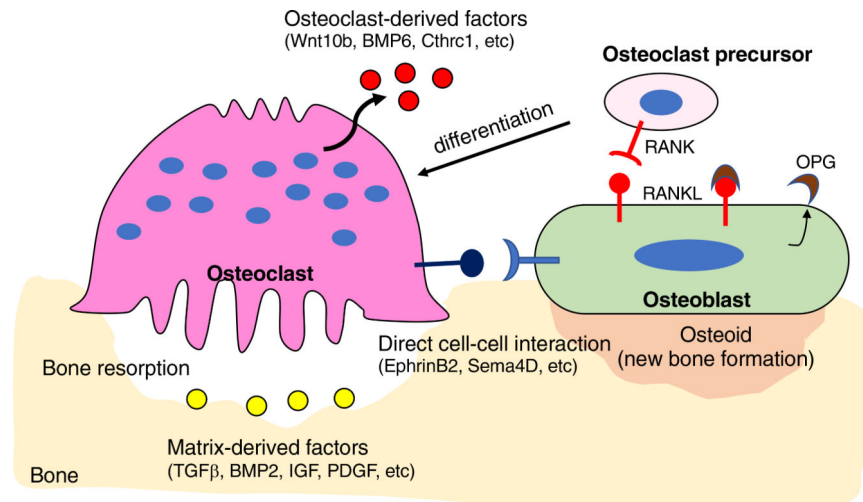 Osteoclast-derived factors
(Wnt10b, BMP6, Cthrc1, etc)
Osteoclast precursor
differentiation
RANK
OPG
RANKL
Osteoclast
Osteoblast
Direct cell-cell interaction
(EphrinB2, Sema4D, etc)
Osteoid
(new bone formation)
Bone resorption
Matrix-derived factors
(TGFβ, BMP2, IGF, PDGF, etc)
Bone